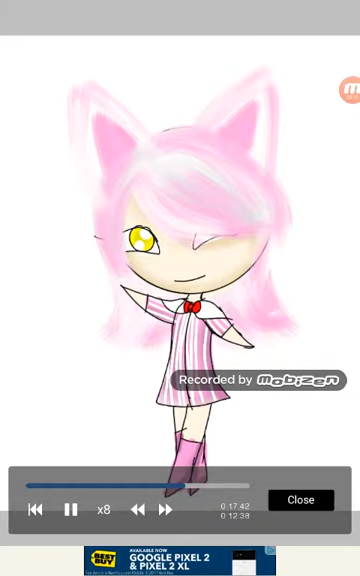 Recorded by MOBIZEN
x8
0:17:42
0:12:38
Close
BEST BUY
AVAILABLE NOW
GOOGLE PIXEL 2
& PIXEL 2 XL